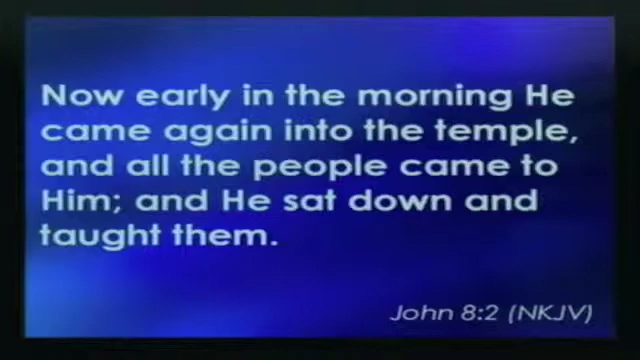 Now early in the morning He
came again into the temple,
and all the people came to
Him; and He sat down and
taught them.
John 8:2 (NKJV)